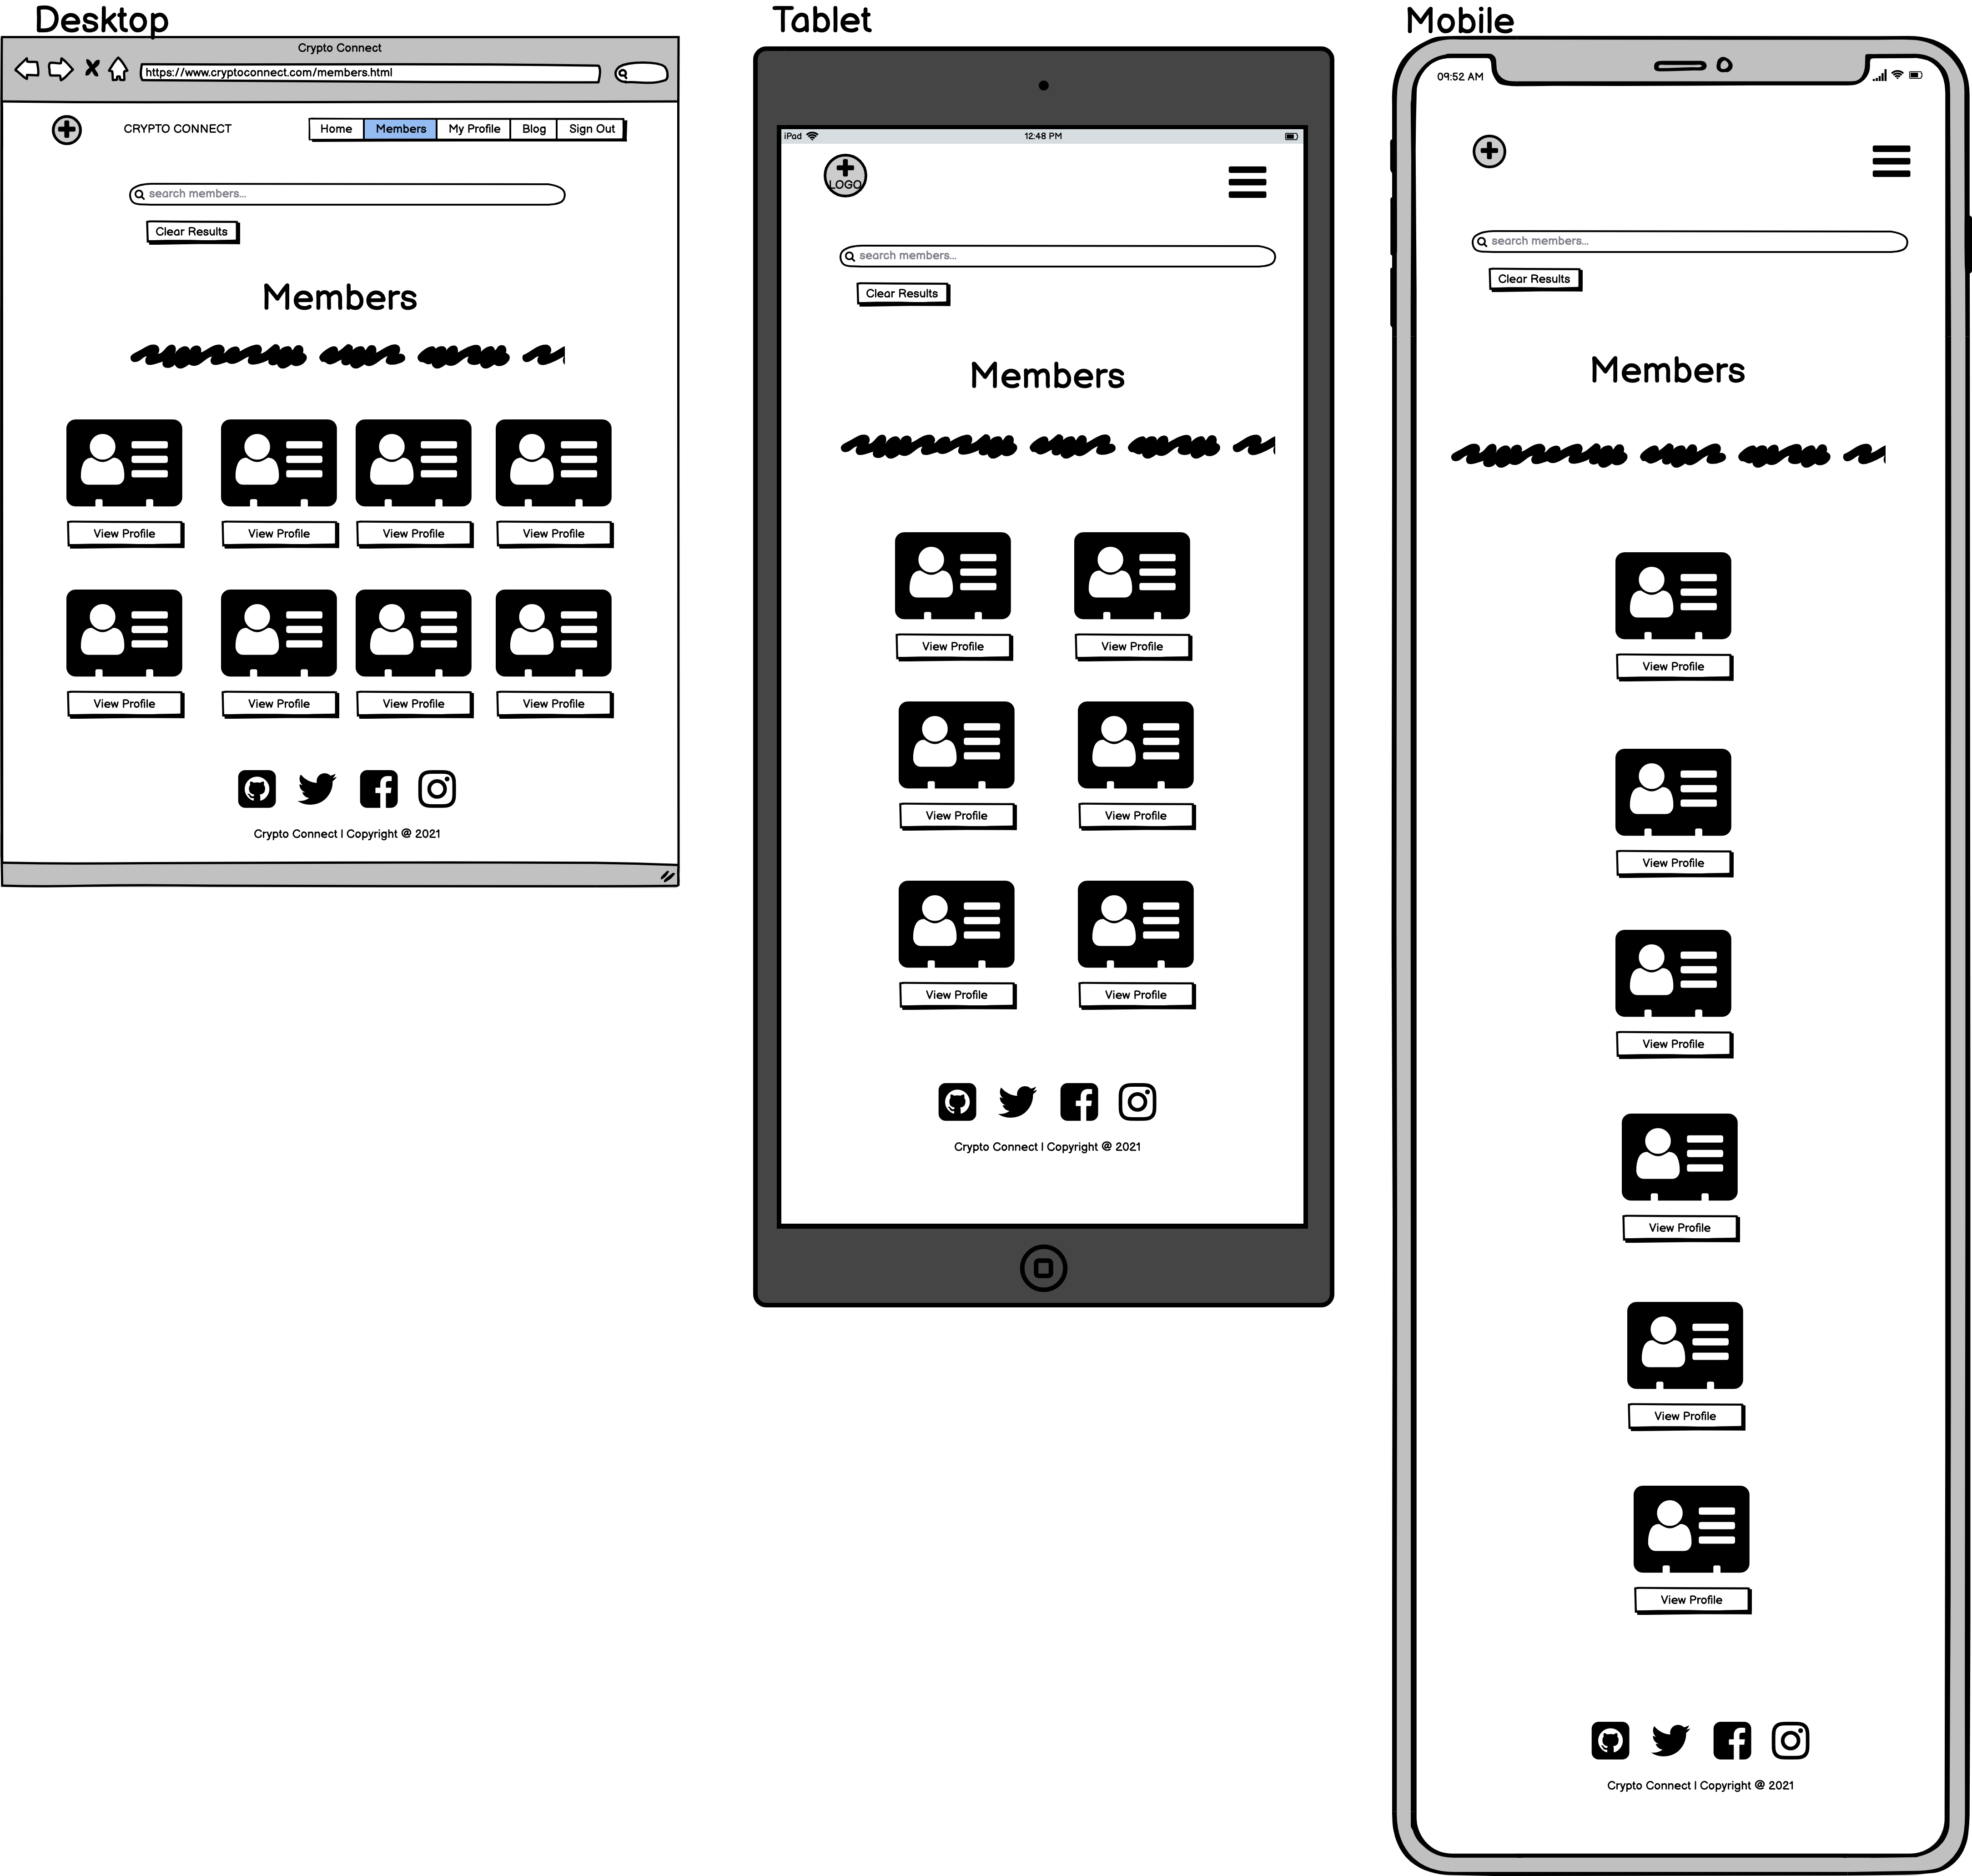 Desktop
Crypto Connect
https://www.cryptoconnect.com/members.html
CRYPTO CONNECT
Home Members My Profile Blog Sign Out
search members...
Clear Results
Members
View Profile View Profile View Profile View Profile
View Profile View Profile View Profile View Profile
Crypto Connect | Copyright @ 2021
Tablet
iPad 12:48 PM
LOGO
search members...
Clear Results
Members
View Profile View Profile
View Profile View Profile
View Profile View Profile
Crypto Connect | Copyright @ 2021
Mobile
09:52 AM
search members...
Clear Results
Members
View Profile
View Profile
View Profile
View Profile
View Profile
View Profile
Crypto Connect | Copyright @ 2021